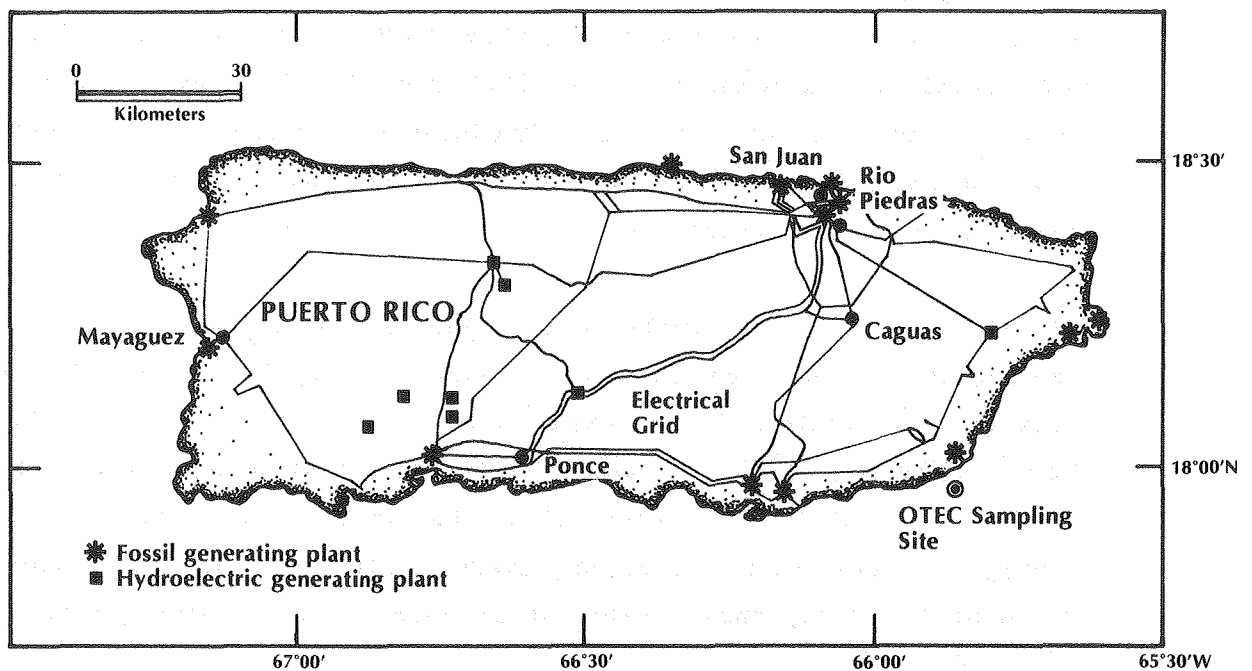 0 30
Kilometers
San Juan
Rio
Piedras
18°30'
PUERTO RICO
Mayaguez
Caguas
Electrical
Grid
Ponce
18°00'N
OTEC Sampling
Site
Fossil generating plant
Hydroelectric generating plant
67°00' 66°30' 66°00' 65°30'W